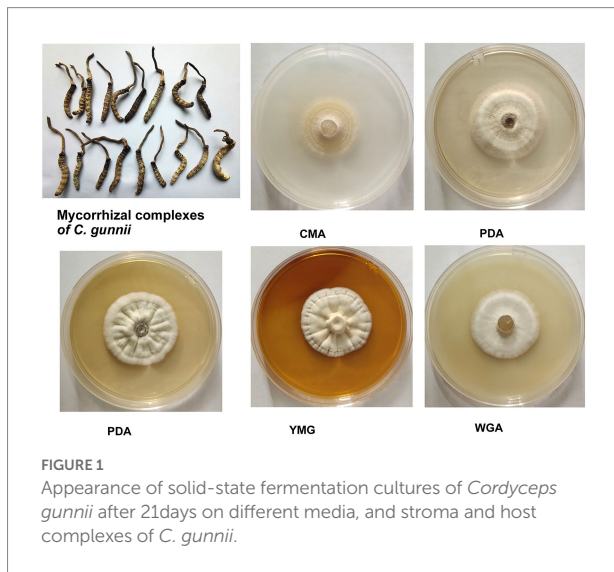 Mycorrhizal complexes
of C. gunnii
CMA
PDA
PDA
YMG
WGA
FIGURE 1
Appearance of solid-state fermentation cultures of Cordyceps
gunnii after 21days on different media, and stroma and host
complexes of C. gunnii.